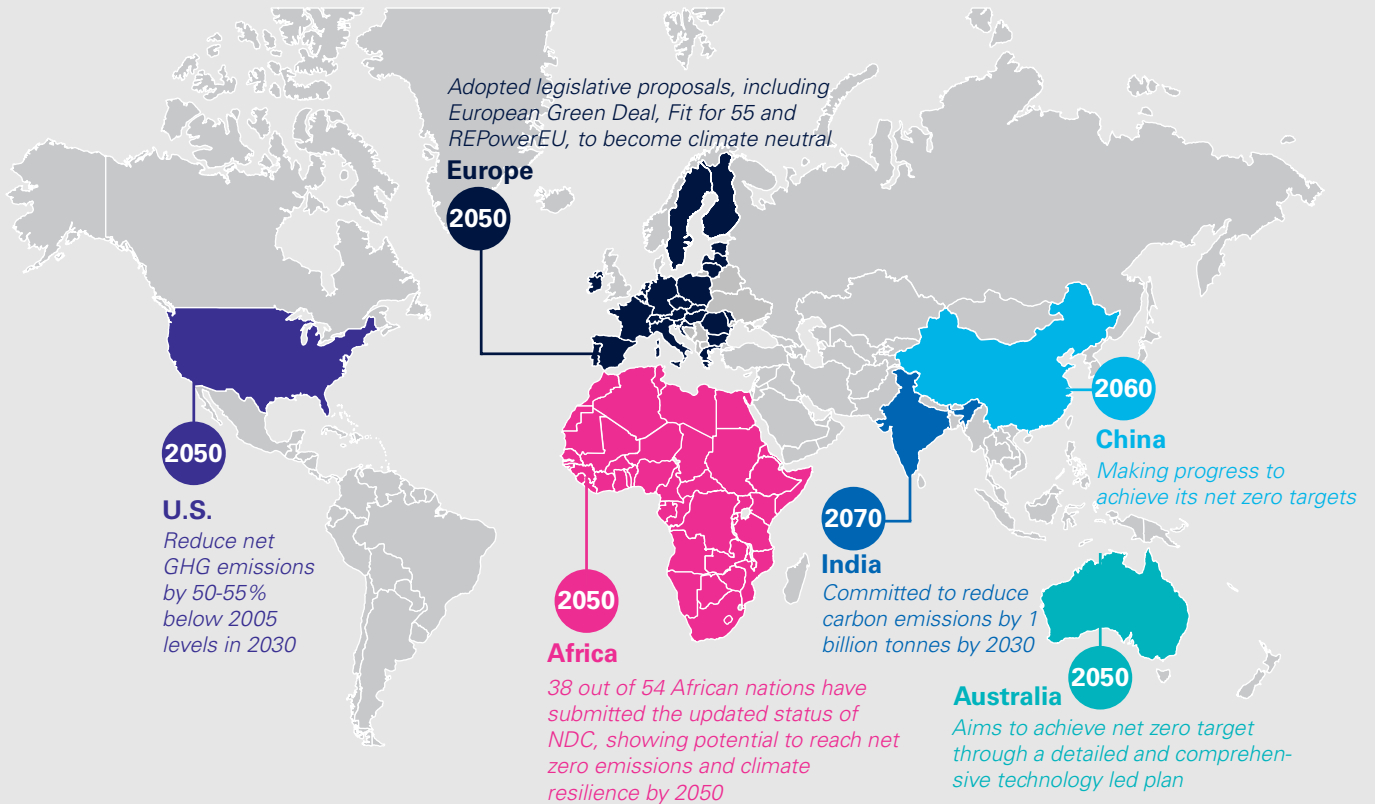 Adopted legislative proposals, including
European Green Deal, Fit for 55 and
REPowerEU, to become climate neutral
Europe
2050
2050
U.S.
Reduce net
GHG emissions
by 50-55%
below 2005
levels in 2030
2050
Africa
38 out of 54 African nations have
submitted the updated status of
NDC, showing potential to reach net
zero emissions and climate
resilience by 2050
2060
China
Making progress to
achieve its net zero targets
2070
India
Committed to reduce
carbon emissions by 1
billion tonnes by 2030
2050
Australia
Aims to achieve net zero target
through a detailed and comprehen-
sive technology led plan